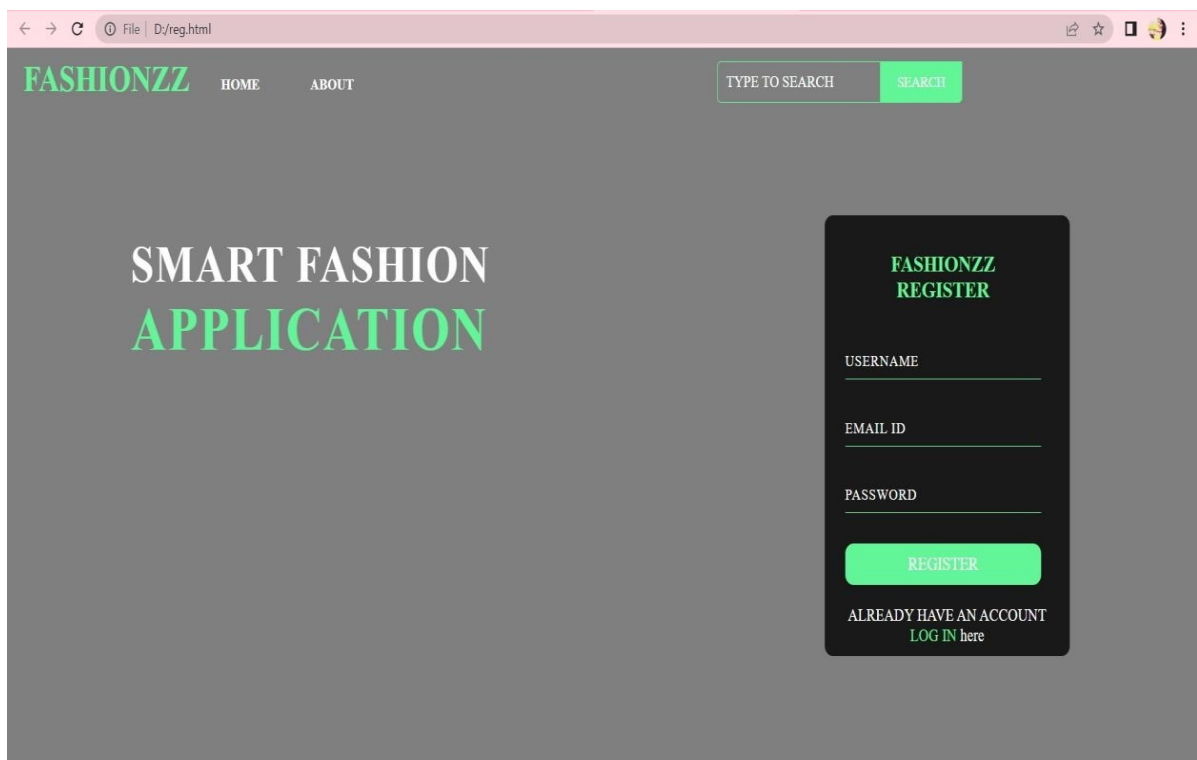 File | D:/reg.html
FASHIONZZ HOME ABOUT TYPE TO SEARCH SEARCH
SMART FASHION
APPLICATION
FASHIONZZ
REGISTER
USERNAME
EMAIL ID
PASSWORD
REGISTER
ALREADY HAVE AN ACCOUNT
LOG IN here